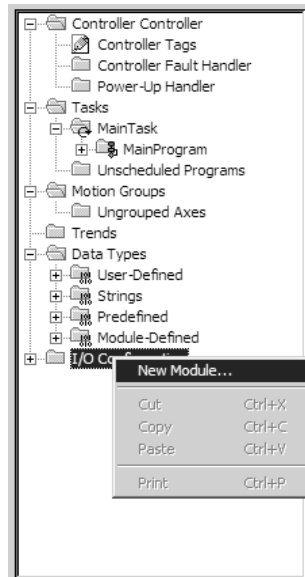 Controller Controller
Controller Tags
Controller Fault Handler
Power-Up Handler
Tasks
MainTask
MainProgram
Unscheduled Programs
Motion Groups
Ungrouped Axes
Trends
Data Types
User-Defined
Strings
Predefined
Module-Defined
I/O
New Module...
Cut Ctrl+X
Copy Ctrl+C
Paste Ctrl+V
Print Ctrl+P